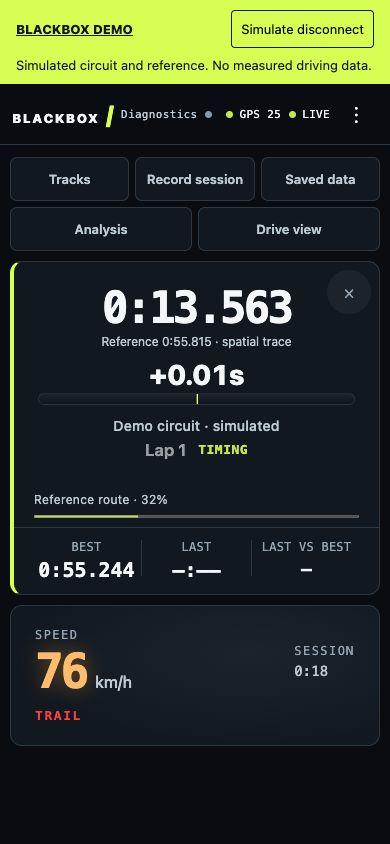 BLACKBOX DEMO
Simulate disconnect
Simulated circuit and reference. No measured driving data.
BLACKBOX / Diagnostics GPS 25 LIVE
Tracks Record session Saved data
Analysis Drive view
0:13.563
Reference 0:55.815 · spatial trace
+0.01s
Demo circuit · simulated
Lap 1 TIMING
Reference route · 32%
BEST LAST LAST VS BEST
0:55.244 —:—— —
SPEED
76 km/h
SESSION
0:18
TRAIL